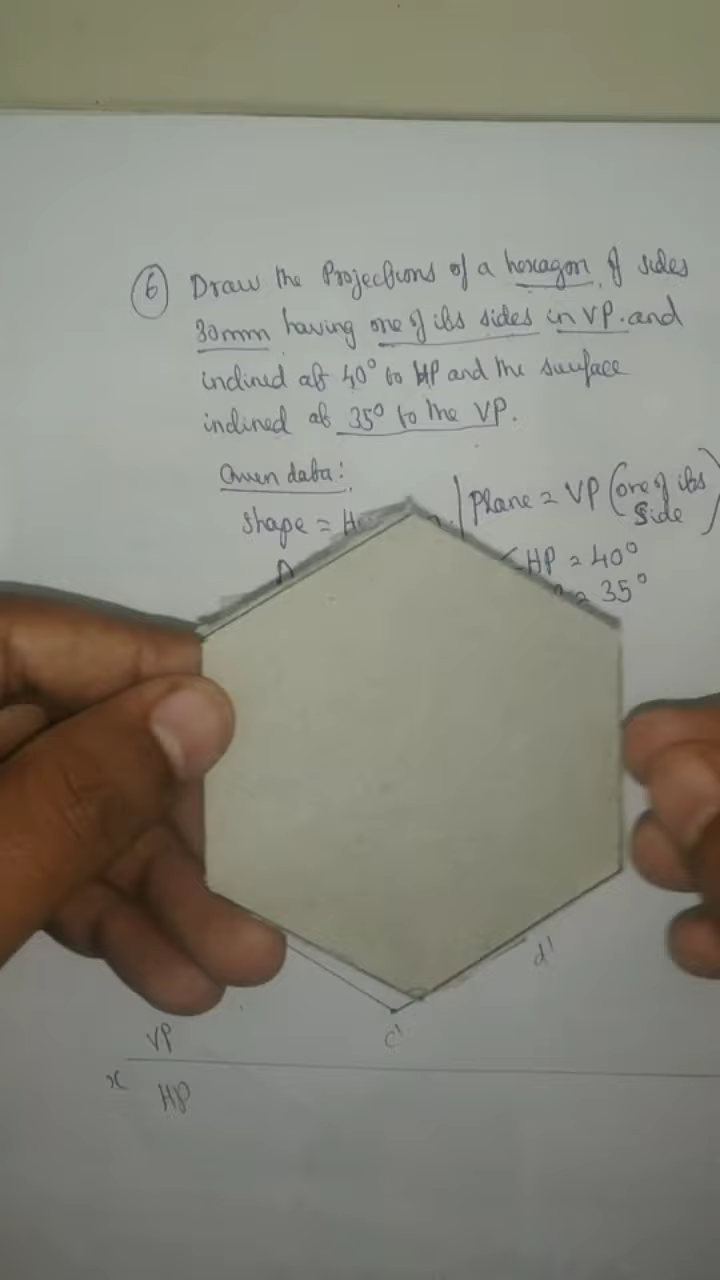 6 Draw the Projections of a hexagon of sides
30mm having one of its sides in VP. and
inclined at 40° to HP and the surface
inclined at 35° to the VP.
Given data:
Plane = VP (one of its
Side)
shape = H
HP = 40°
= 35°
d'
c'
VP
x
HP